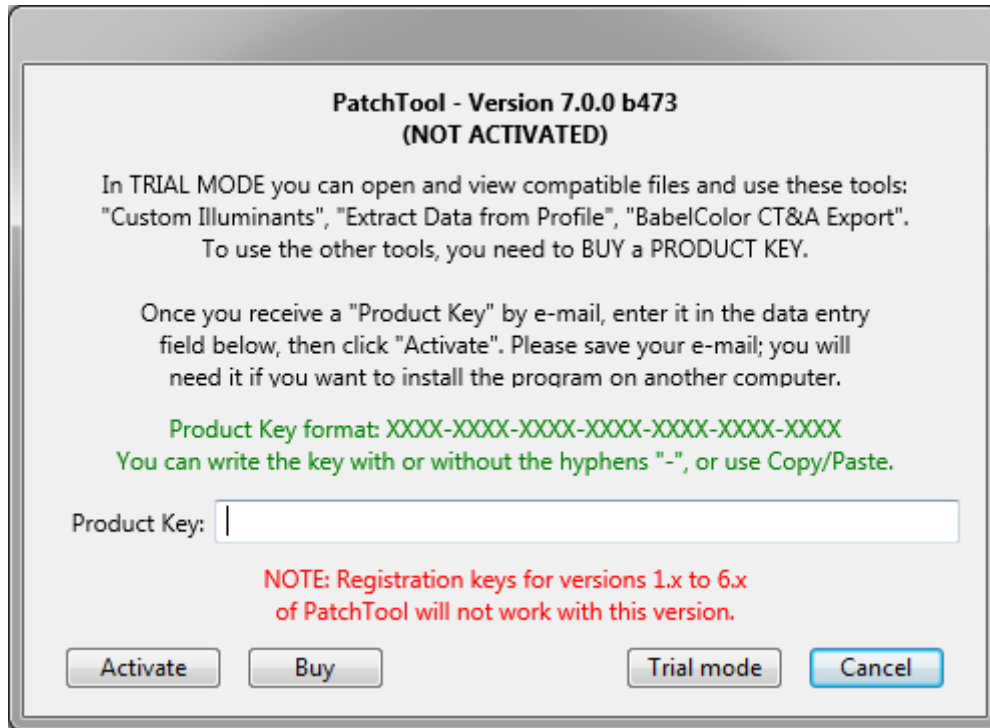 PatchTool - Version 7.0.0 b473
(NOT ACTIVATED)
In TRIAL MODE you can open and view compatible files and use these tools:
"Custom Illuminants", "Extract Data from Profile", "BabelColor CT&A Export".
To use the other tools, you need to BUY a PRODUCT KEY.
Once you receive a "Product Key" by e-mail, enter it in the data entry
field below, then click "Activate". Please save your e-mail; you will
need it if you want to install the program on another computer.
Product Key format: XXXX-XXXX-XXXX-XXXX-XXXX-XXXX-XXXX
You can write the key with or without the hyphens "-", or use Copy/Paste.
Product Key:
NOTE: Registration keys for versions 1.x to 6.x
of PatchTool will not work with this version.
Activate Buy Trial mode Cancel